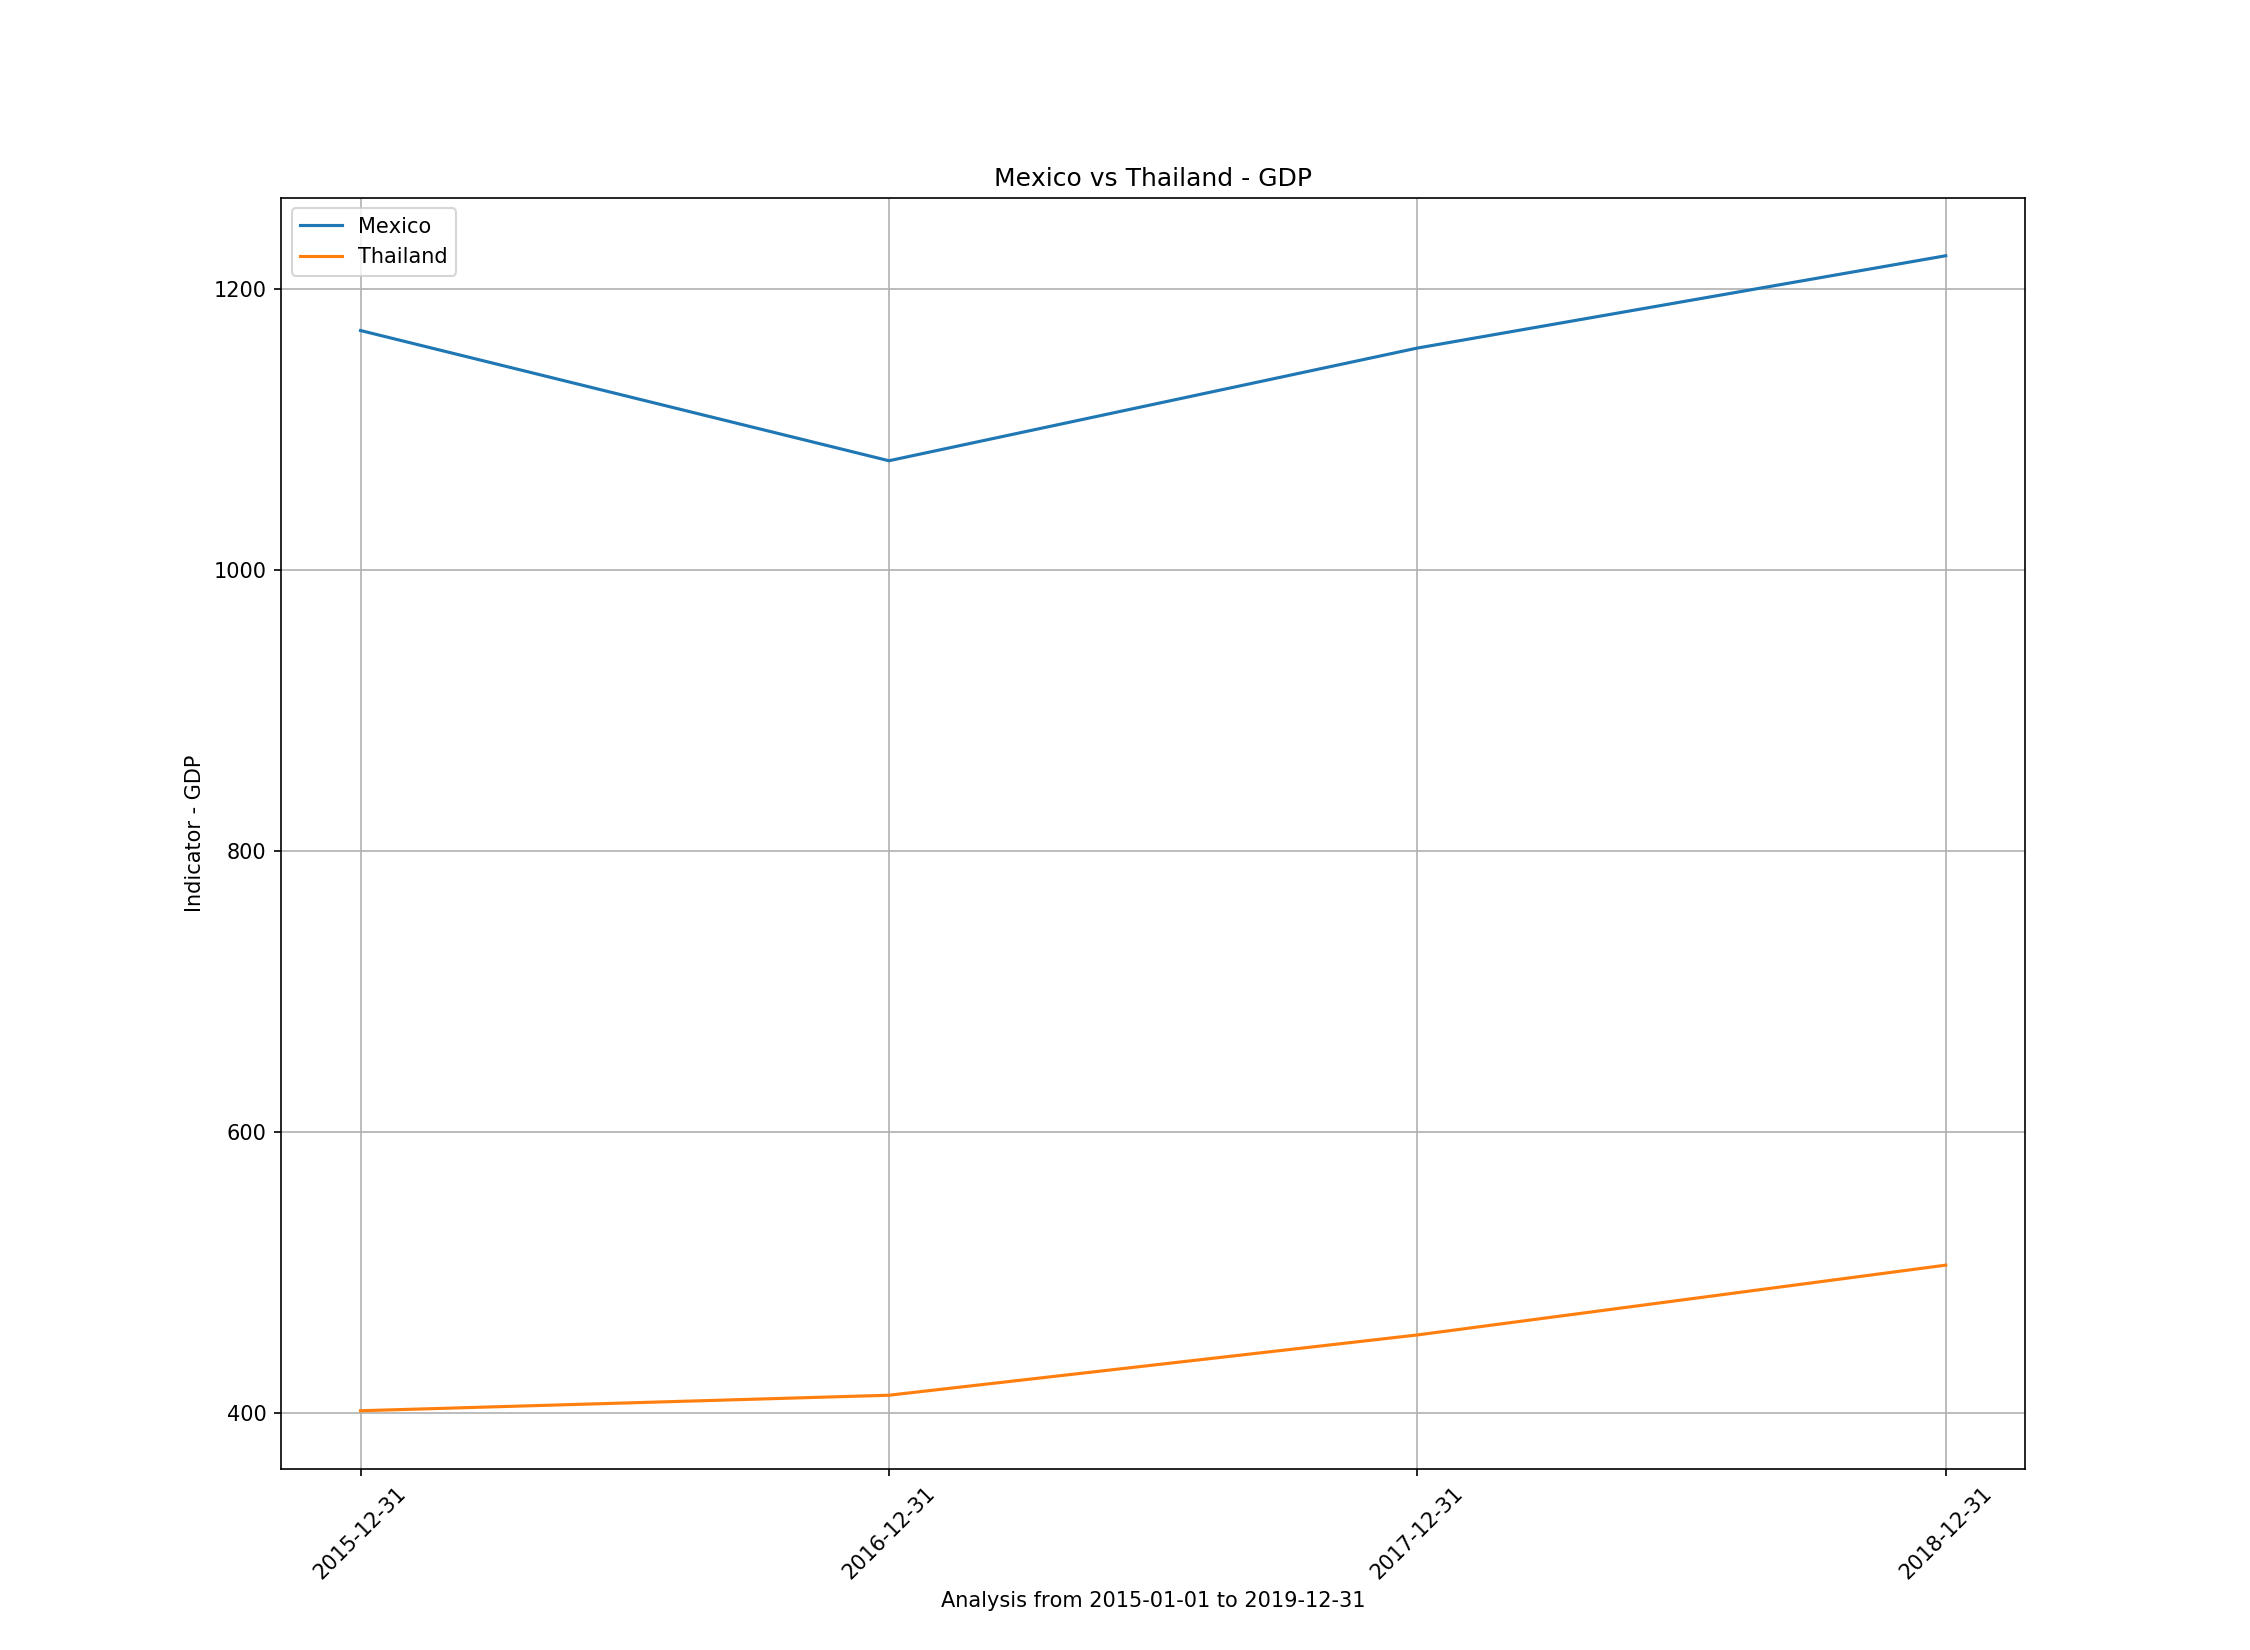 Mexico vs Thailand - GDP
Mexico
Thailand
1200
1000
800
600
400
Indicator - GDP
2015-12-31
2016-12-31
2017-12-31
2018-12-31
Analysis from 2015-01-01 to 2019-12-31